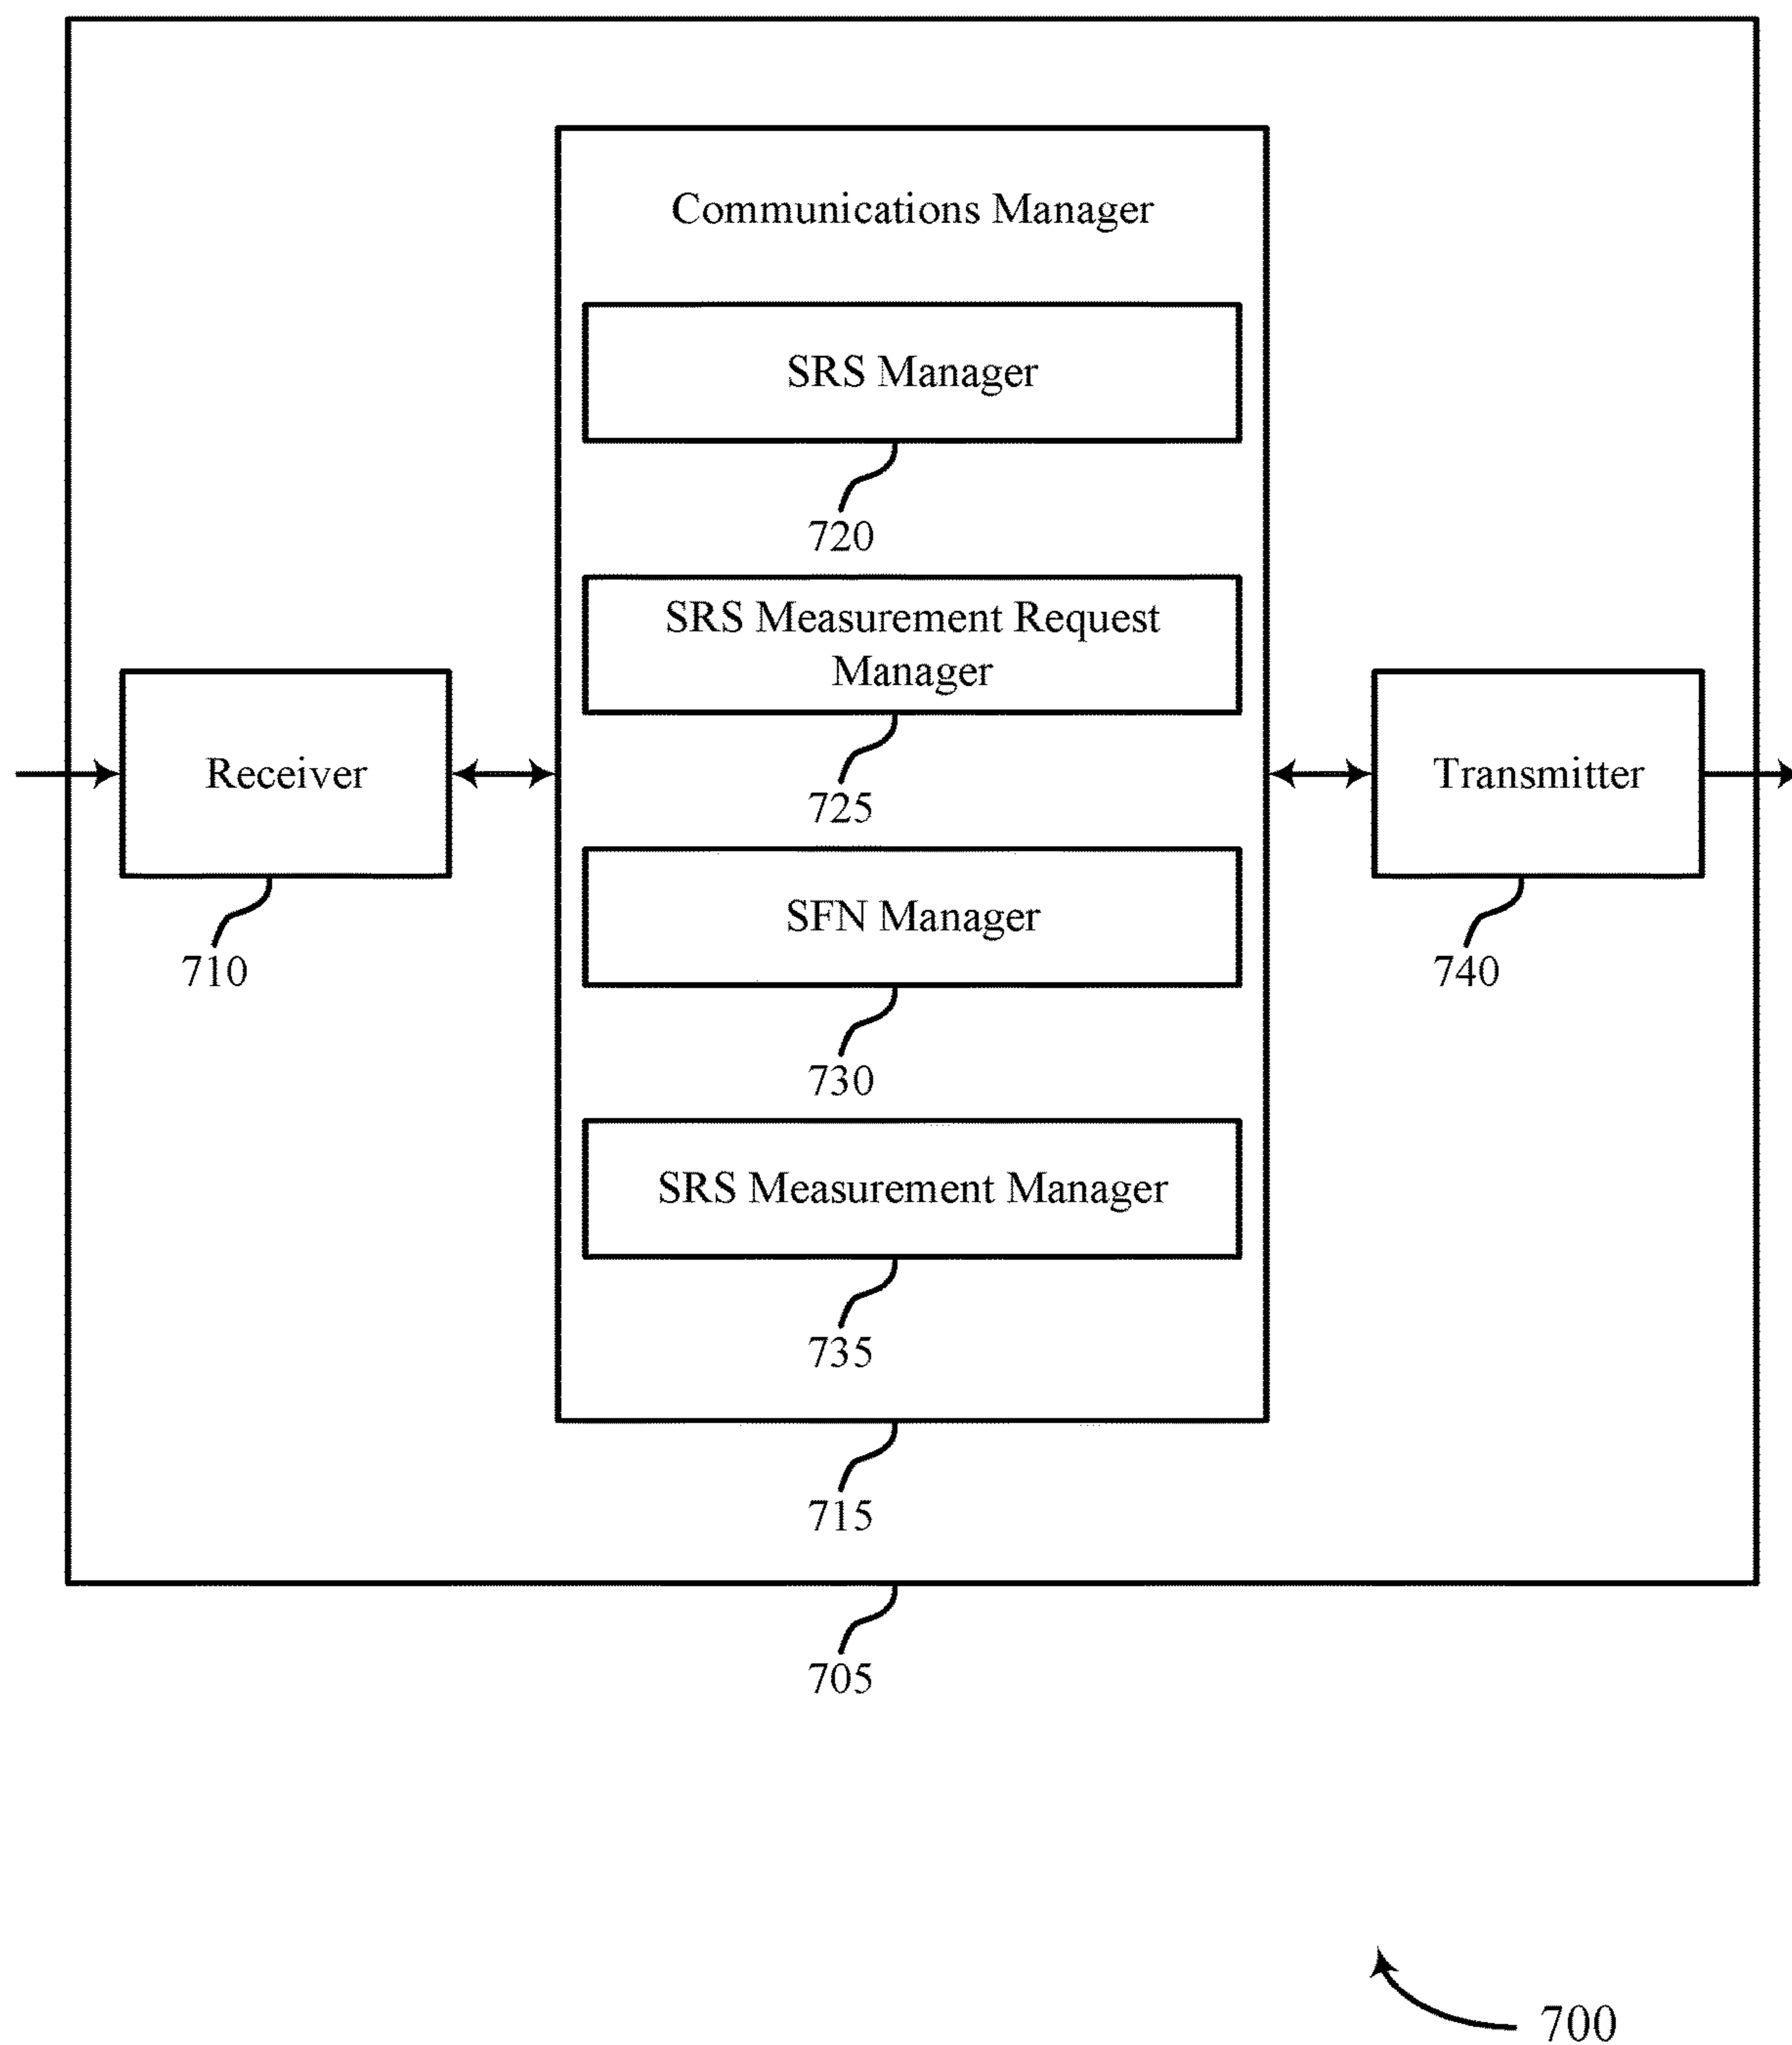 Communications Manager
SRS Manager
720
SRS Measurement Request
Manager
725
Receiver
710
Transmitter
740
SFN Manager
730
SRS Measurement Manager
735
715
705
700